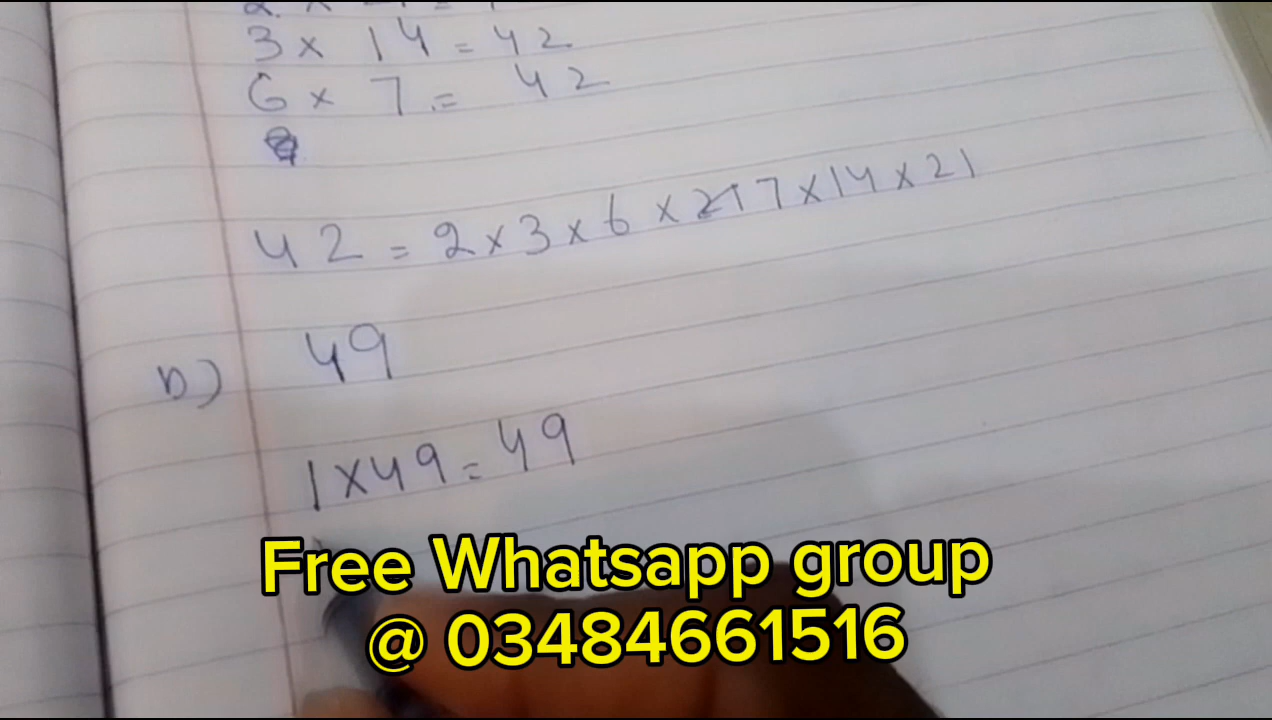 3 × 14 = 42
6 × 7 = 42
42 = 2 × 3 × 6 × 7 × 14 × 21
b) 49
1 × 49 = 49
Free Whatsapp group
@ 03484661516